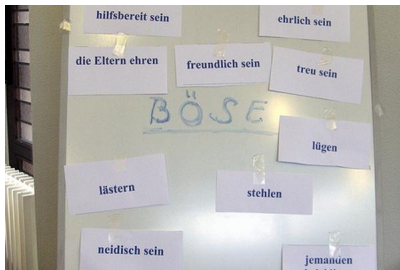 hilfsbereit sein
ehrlich sein
die Eltern ehren
freundlich sein
treu sein
BÖSE
lügen
lästern
stehlen
neidisch sein
jemanden